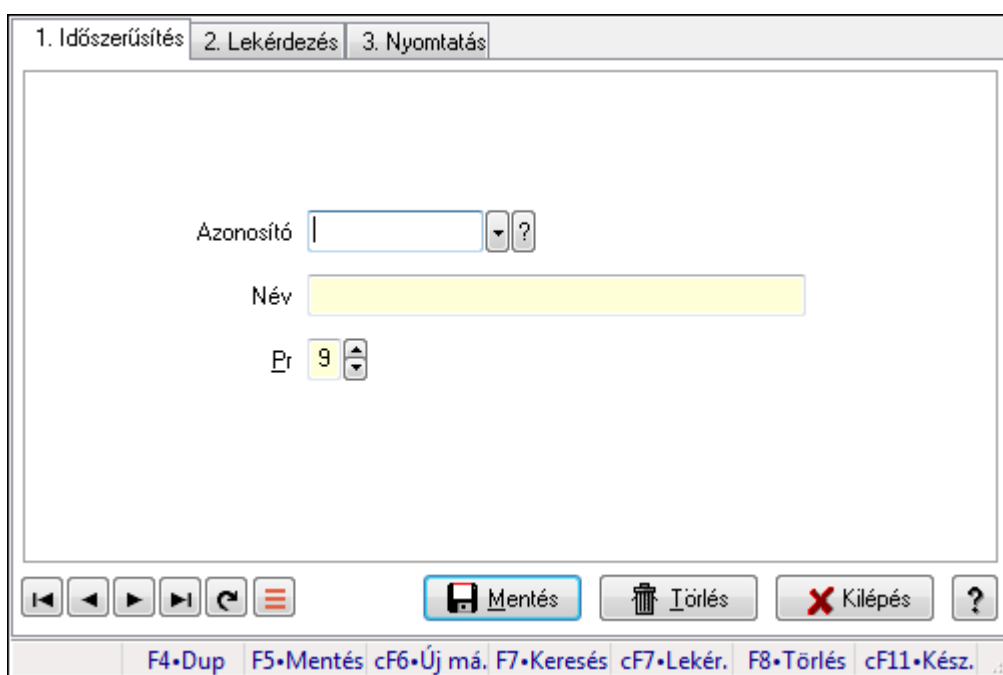 1. Időszerűsítés 2. Lekérdezés 3. Nyomtatás
Azonosító ?
Név
Pr 9
Mentés Törlés Kilépés ?
F4•Dup F5•Mentés cF6•Új má. F7•Keresés cF7•Lekér. F8•Törlés cF11•Kész.